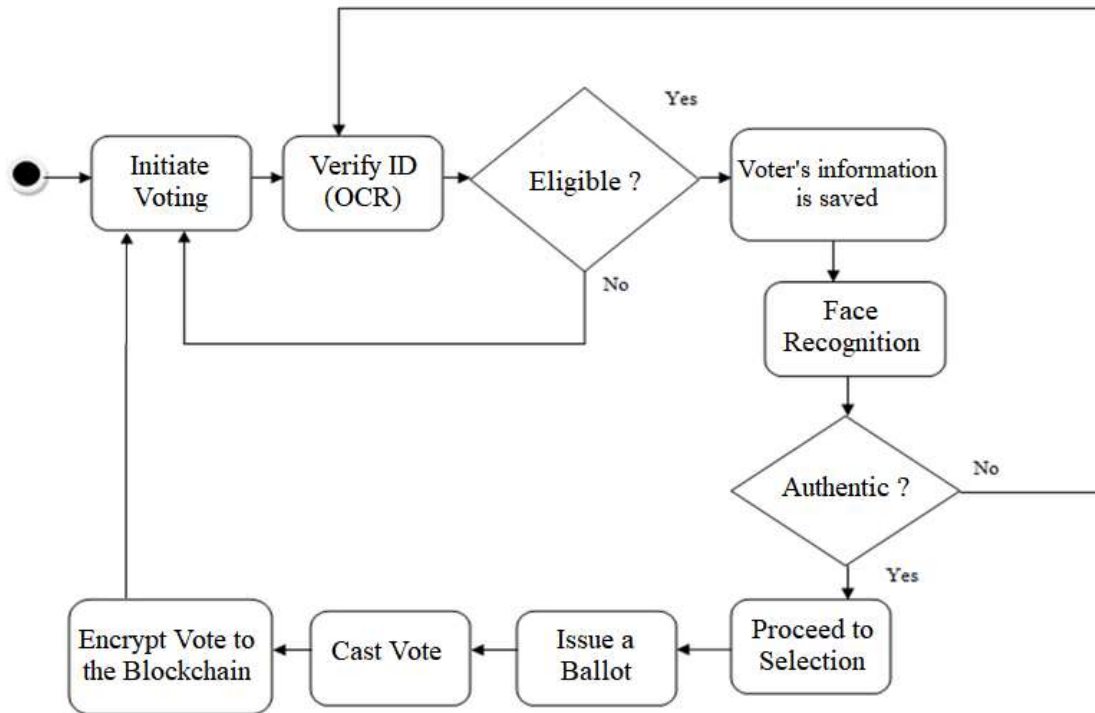 Initiate
Voting
Verify ID
(OCR)
Eligible ?
Yes
No
Voter's information
is saved
Face
Recognition
Authentic ?
No
Yes
Proceed to
Selection
Issue a
Ballot
Cast Vote
Encrypt Vote to
the Blockchain